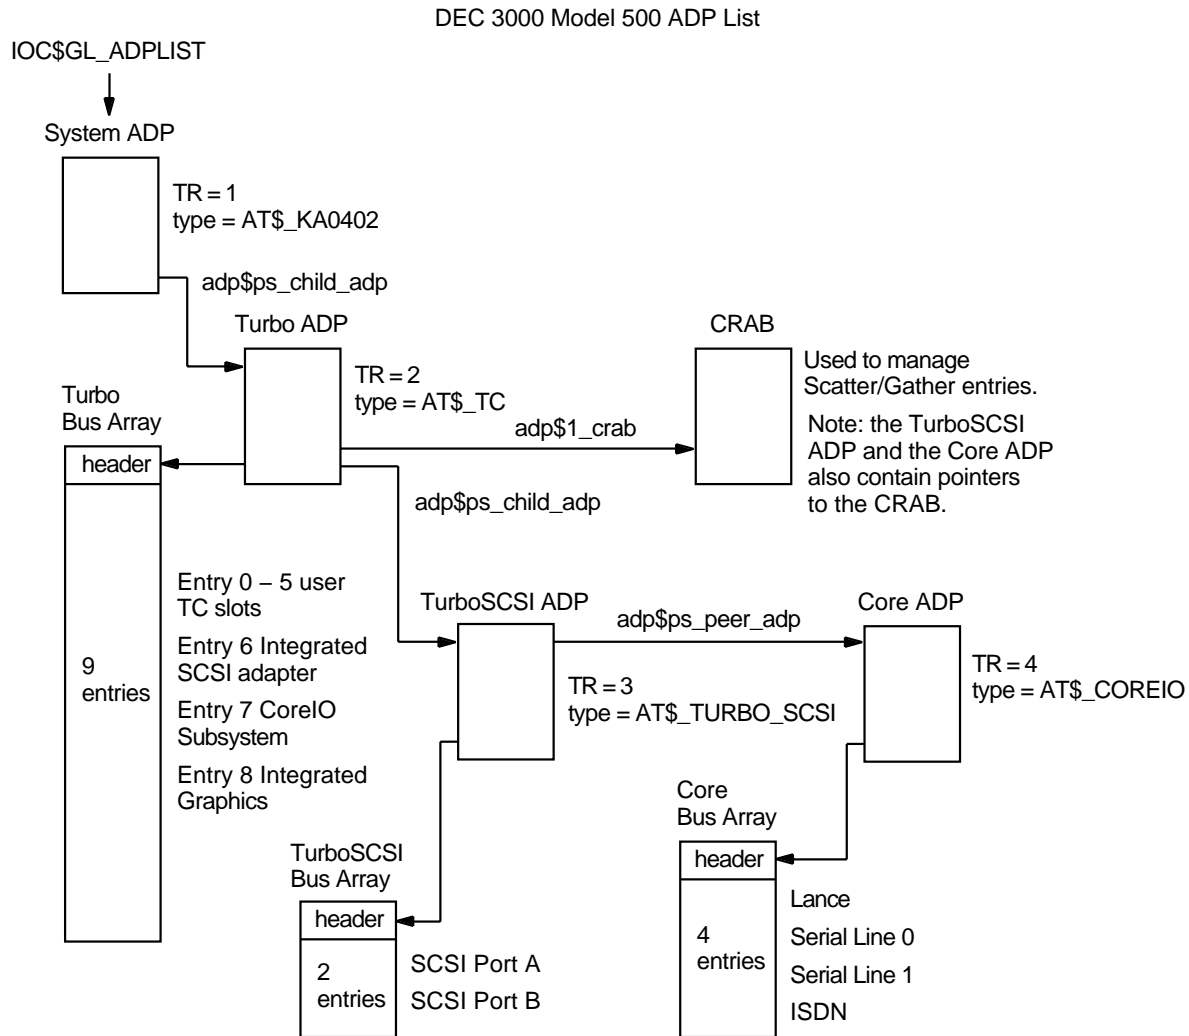 DEC 3000 Model 500 ADP List
IOC$GL_ADPLIST
System ADP
TR = 1
type = AT$_KA0402
adp$ps_child_adp
Turbo ADP
CRAB
TR = 2
type = AT$_TC
Used to manage
Scatter/Gather entries.
Note: the TurboSCSI
ADP and the Core ADP
also contain pointers
to the CRAB.
adp$1_crab
Turbo
Bus Array
header
adp$ps_child_adp
9
entries
Entry 0 – 5 user
TC slots
Entry 6 Integrated
SCSI adapter
Entry 7 CoreIO
Subsystem
Entry 8 Integrated
Graphics
TurboSCSI ADP
adp$ps_peer_adp
Core ADP
TR = 3
type = AT$_TURBO_SCSI
TR = 4
type = AT$_COREIO
TurboSCSI
Bus Array
header
2
entries
SCSI Port A
SCSI Port B
Core
Bus Array
header
4
entries
Lance
Serial Line 0
Serial Line 1
ISDN